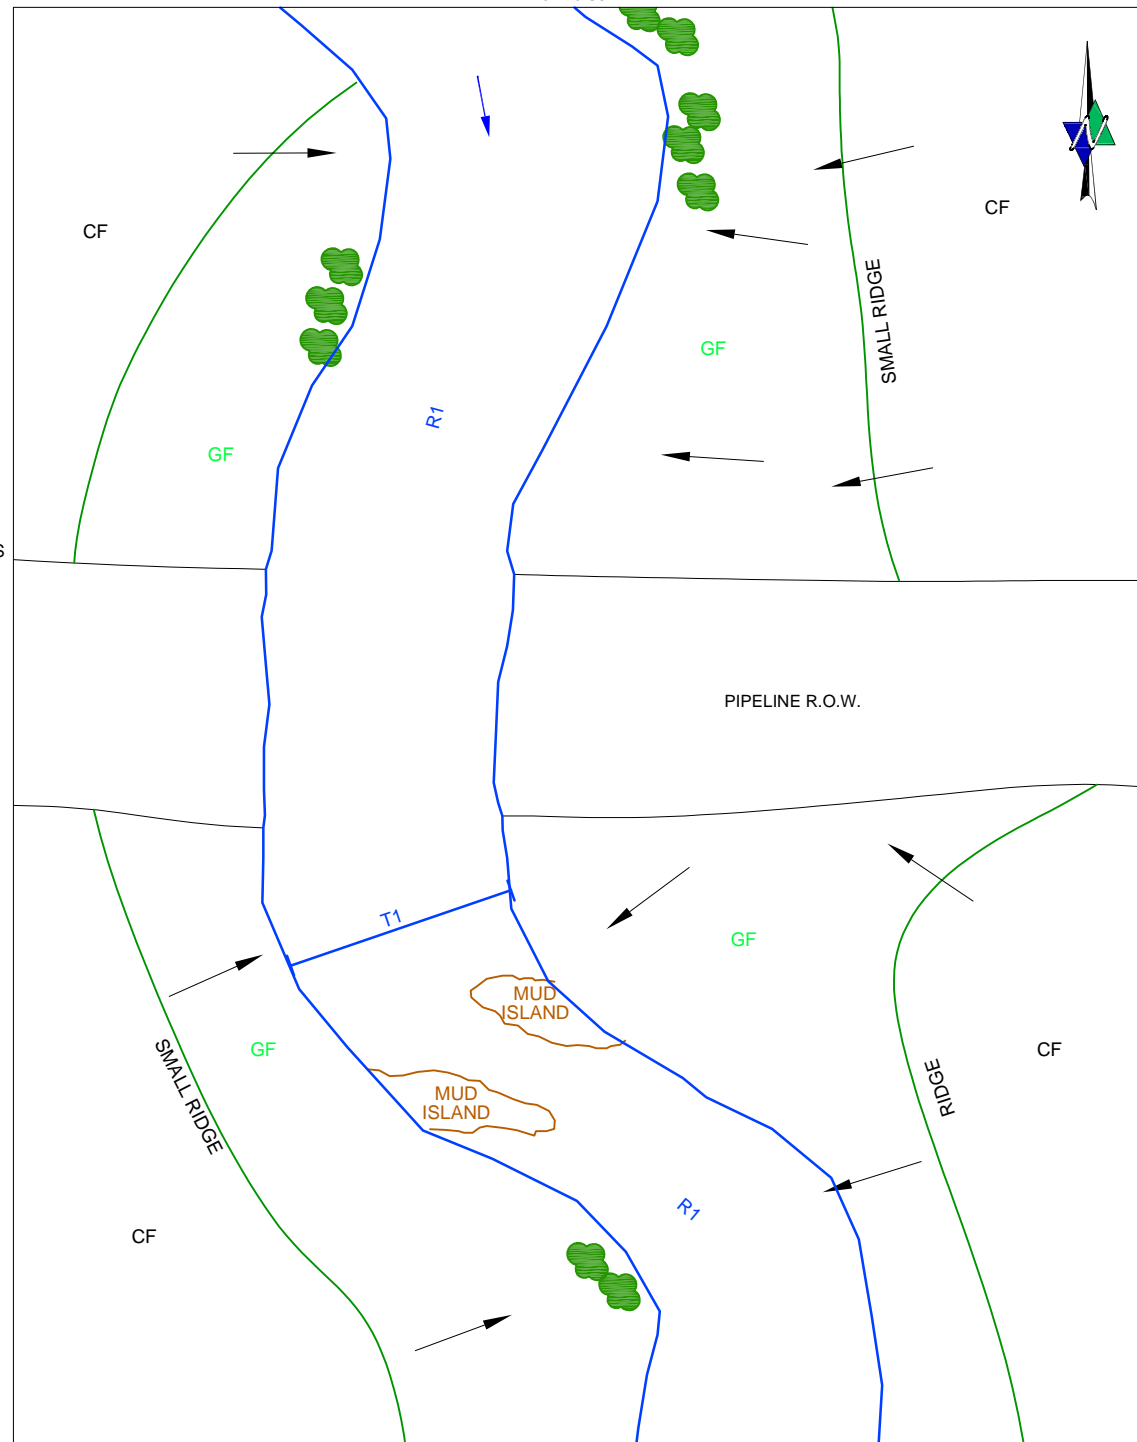 CF
CF
SMALL RIDGE
GF
R1
GF
S
PIPELINE R.O.W.
T1
GF
MUD
ISLAND
SMALL RIDGE
GF
CF
MUD
ISLAND
RIDGE
R1
CF